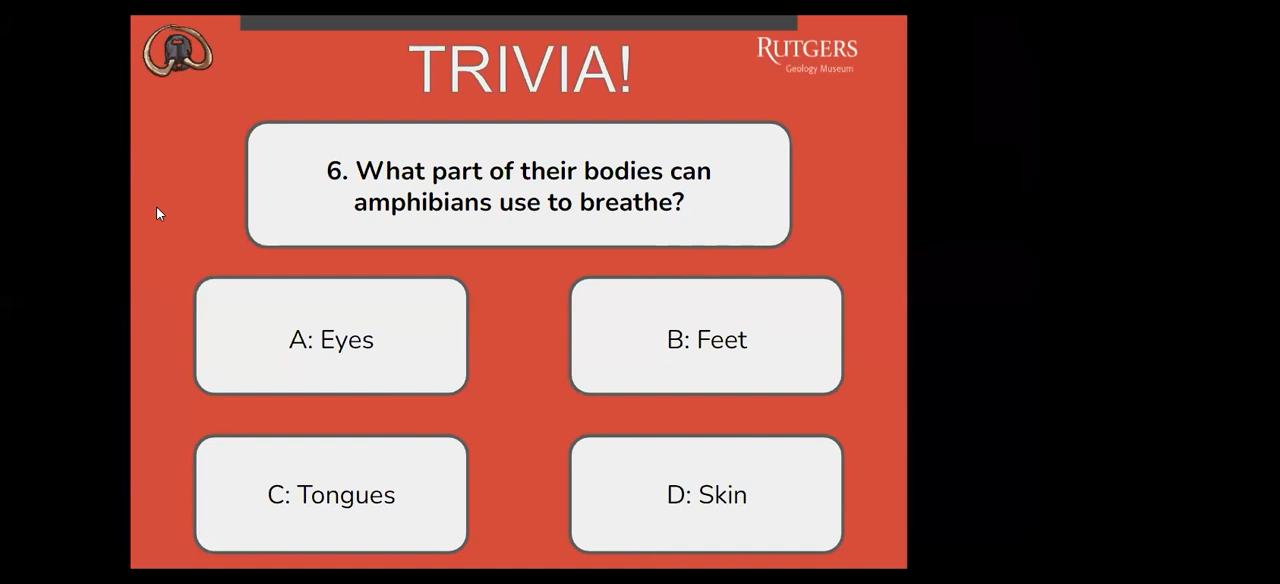 TRIVIA!
RUTGERS
Geology Museum
6. What part of their bodies can
amphibians use to breathe?
A: Eyes
B: Feet
C: Tongues
D: Skin